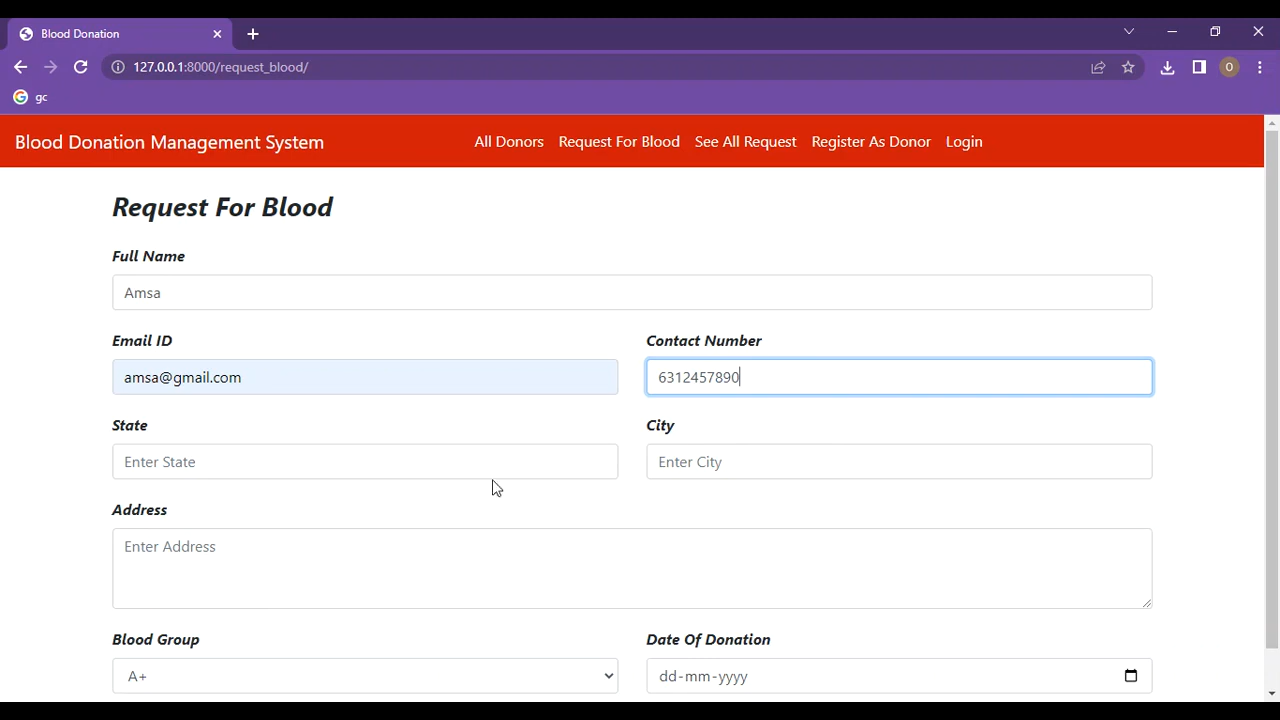 Blood Donation
127.0.0.1:8000/request_blood/
O
gc
Blood Donation Management System
All Donors Request For Blood See All Request Register As Donor Login
Request For Blood
Full Name
Amsa
Email ID Contact Number
amsa@gmail.com 6312457890
State City
Enter State Enter City
Address
Enter Address
Blood Group Date Of Donation
A+ dd-mm-yyyy